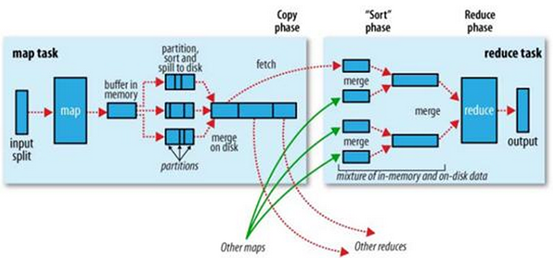 Copy
phase
“Sort”
phase
Reduce
phase
map task
partition,
sort and
spill to disk
fetch
reduce task
buffer in
memory
map
input
split
partitions
merge
on disk
merge
merge
merge
reduce
output
mixture of in-memory and on-disk data
Other maps
Other reduces